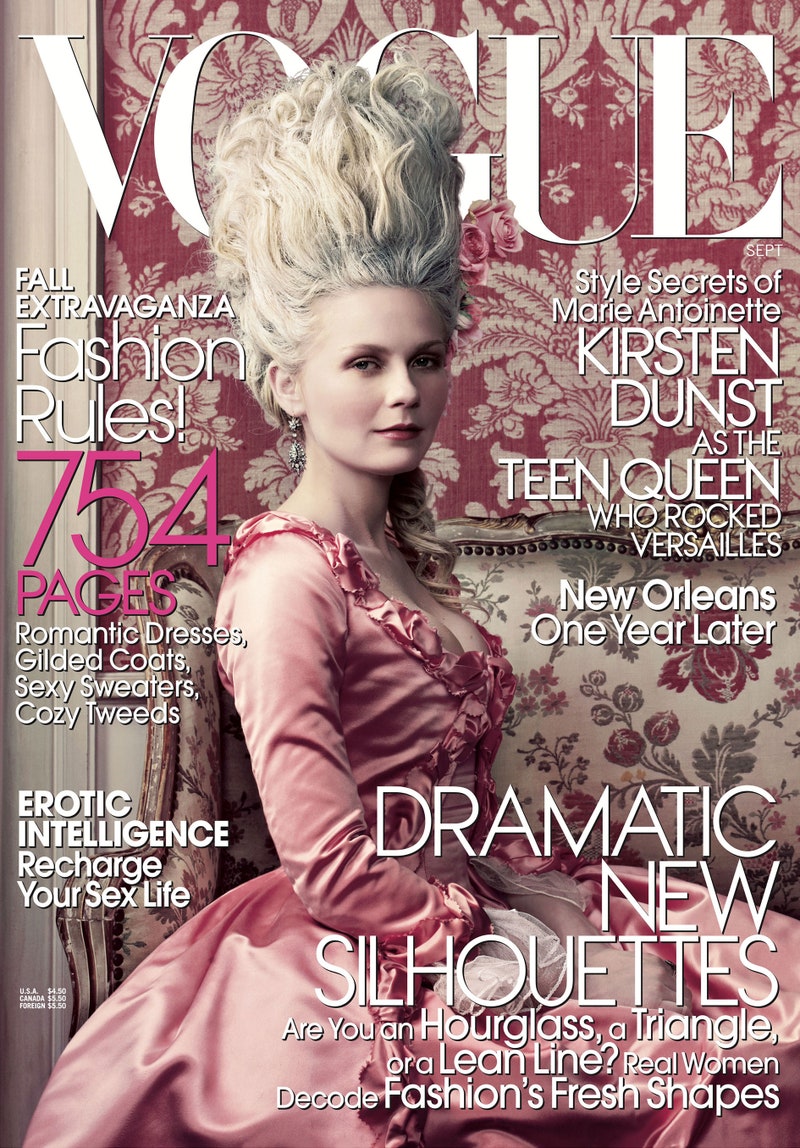 VOGUE
SEPT
FALL
EXTRAVAGANZA
Fashion
Rules!
754
PAGES
Romantic Dresses,
Gilded Coats,
Sexy Sweaters,
Cozy Tweeds
EROTIC
INTELLIGENCE
Recharge
Your Sex Life
U.S.A. $4.50
CANADA $5.50
FOREIGN $5.50
Style Secrets of
Marie Antoinette
KIRSTEN
DUNST
AS THE
TEEN QUEEN
WHO ROCKED
VERSAILLES
New Orleans
One Year Later
DRAMATIC
NEW
SILHOUETTES
Are You an Hourglass, a Triangle,
or a Lean Line? Real Women
Decode Fashion's Fresh Shapes